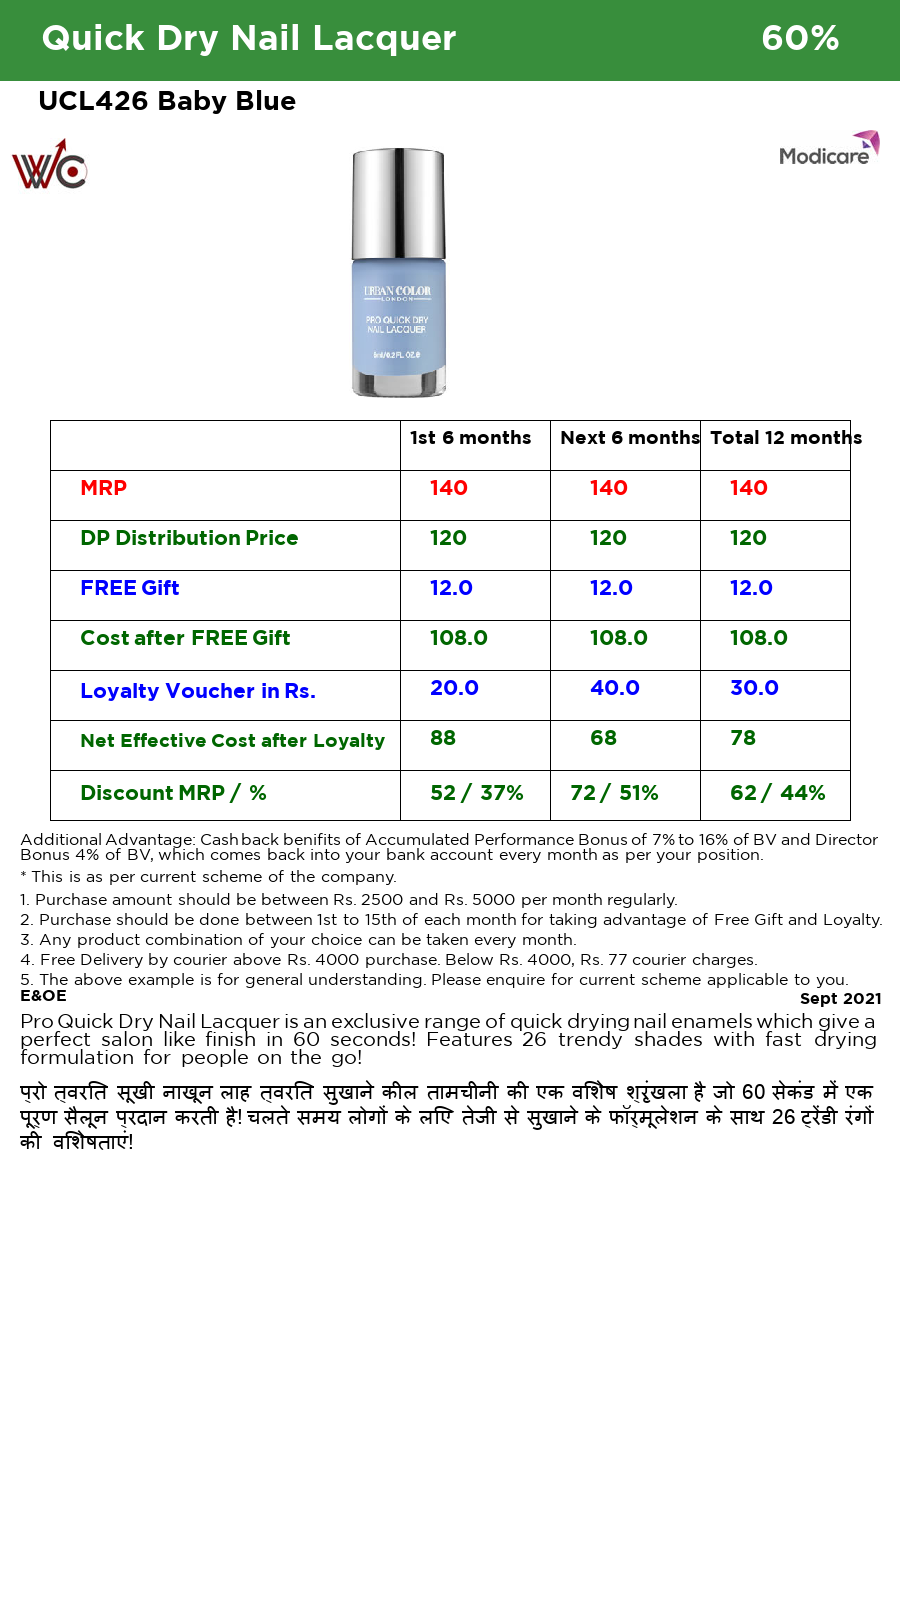 Quick Dry Nail Lacquer 60%
UCL426 Baby Blue
WC
Modicare
URBAN COLOR
LONDON
PRO QUICK DRY
NAIL LACQUER
1st 6 months Next 6 months Total 12 months
MRP 140 140 140
DP Distribution Price 120 120 120
FREE Gift 12.0 12.0 12.0
Cost after FREE Gift 108.0 108.0 108.0
Loyalty Voucher in Rs. 20.0 40.0 30.0
Net Effective Cost after Loyalty 88 68 78
Discount MRP / % 52 / 37% 72 / 51% 62 / 44%
Additional Advantage: Cashback benifits of Accumulated Performance Bonus of 7% to 16% of BV and Director
Bonus 4% of BV, which comes back into your bank account every month as per your position.
* This is as per current scheme of the company.
1. Purchase amount should be between Rs. 2500 and Rs. 5000 per month regularly.
2. Purchase should be done between 1st to 15th of each month for taking advantage of Free Gift and Loyalty.
3. Any product combination of your choice can be taken every month.
4. Free Delivery by courier above Rs. 4000 purchase. Below Rs. 4000, Rs. 77 courier charges.
5. The above example is for general understanding. Please enquire for current scheme applicable to you.
E&OE Sept 2021
Pro Quick Dry Nail Lacquer is an exclusive range of quick drying nail enamels which give a
perfect salon like finish in 60 seconds! Features 26 trendy shades with fast drying
formulation for people on the go!
प्रो त्वरित सूखी नाखून लाह त्वरित सुखाने कील तामचीनी की एक विशेष श्रृंखला है जो 60 सेकंड में एक
पूर्ण सैलून प्रदान करती है! चलते समय लोगों के लिए तेजी से सुखाने के फॉर्मूलेशन के साथ 26 ट्रेंडी रंगों
की विशेषताएं!